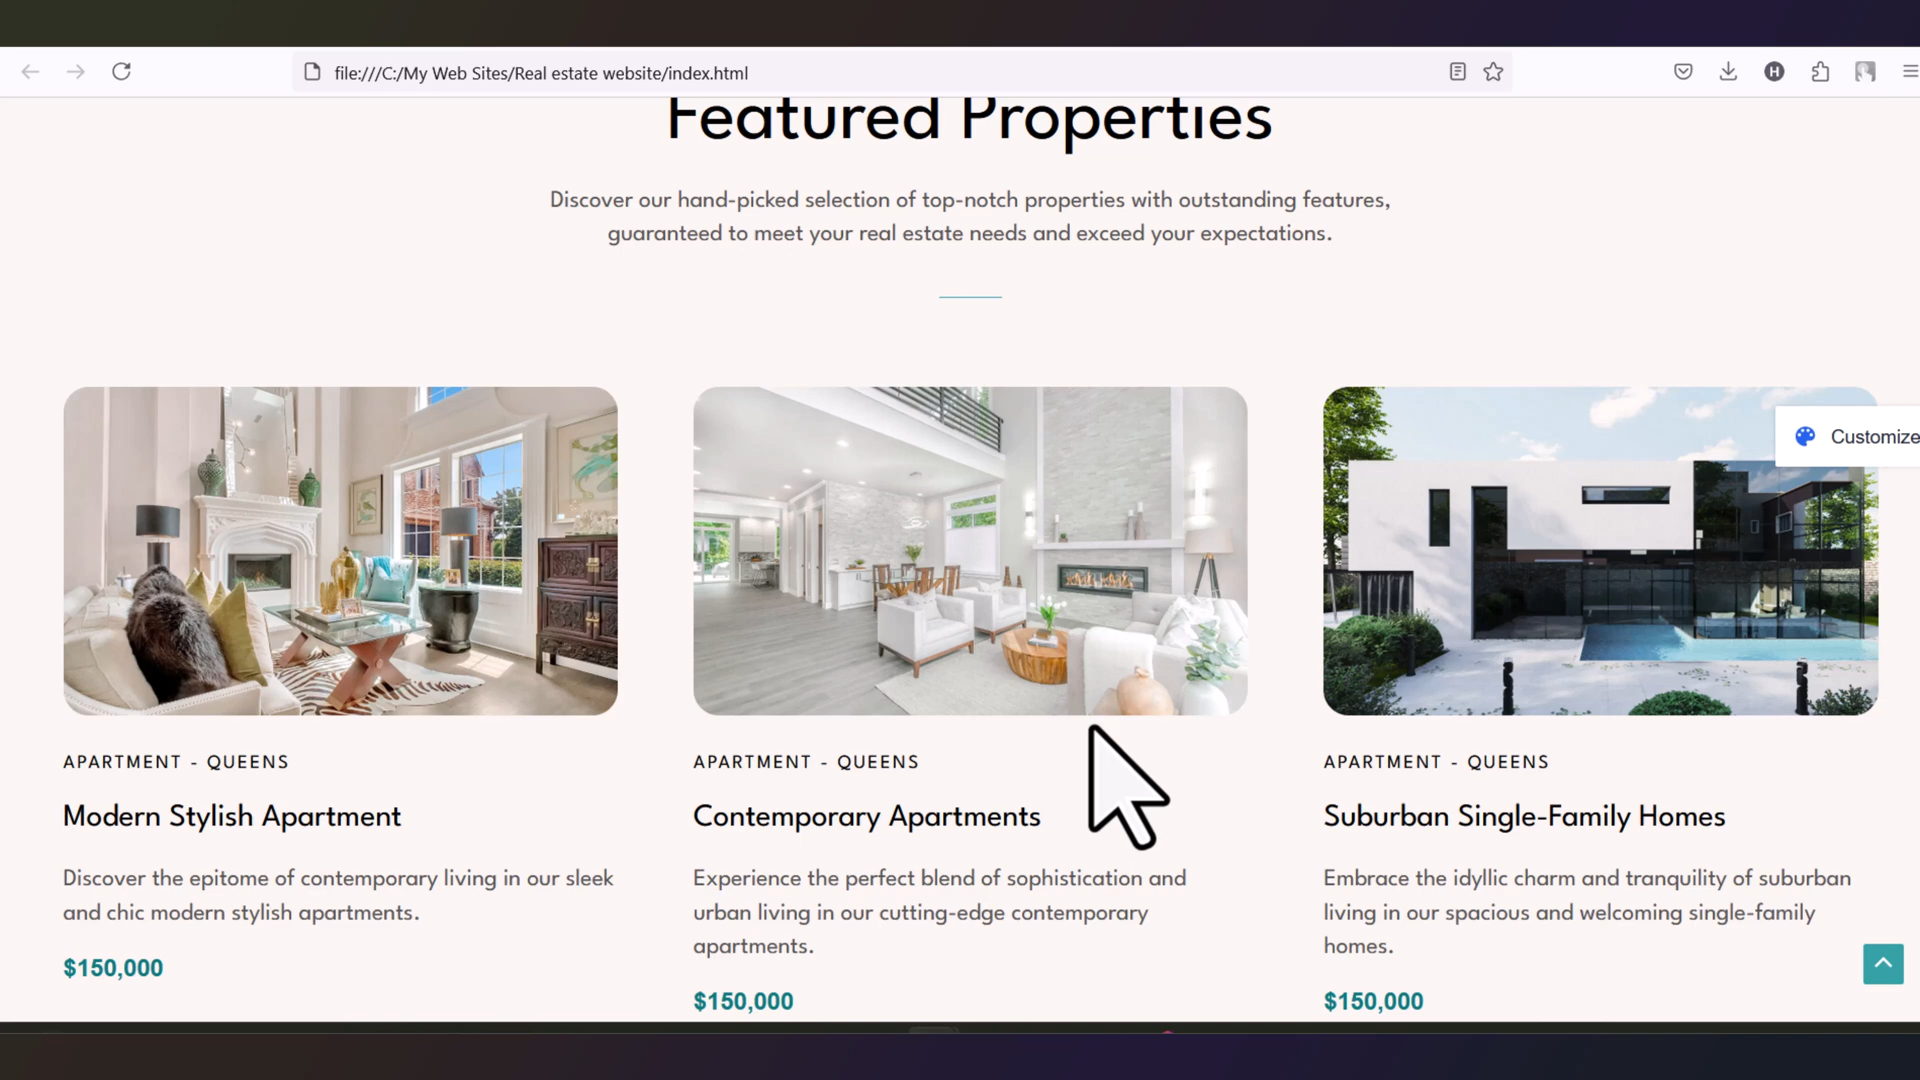 file:///C:/My Web Sites/Real estate website/index.html
H
Featured Properties
Discover our hand-picked selection of top-notch properties with outstanding features,
guaranteed to meet your real estate needs and exceed your expectations.
Customize
APARTMENT - QUEENS
Modern Stylish Apartment
Discover the epitome of contemporary living in our sleek
and chic modern stylish apartments.
$150,000
APARTMENT - QUEENS
Contemporary Apartments
Experience the perfect blend of sophistication and
urban living in our cutting-edge contemporary
apartments.
$150,000
APARTMENT - QUEENS
Suburban Single-Family Homes
Embrace the idyllic charm and tranquility of suburban
living in our spacious and welcoming single-family
homes.
$150,000